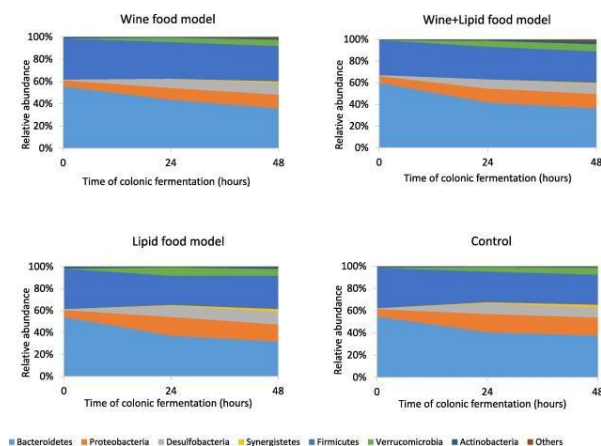 Wine food model
Wine+Lipid food model
Relative abundance
100%
80%
60%
40%
20%
0%
0
24
48
Time of colonic fermentation (hours)
Relative abundance
100%
80%
60%
40%
20%
0%
0
24
48
Time of colonic fermentation (hours)
Lipid food model
Control
Relative abundance
100%
80%
60%
40%
20%
0%
0
24
48
Time of colonic fermentation (hours)
Relative abundance
100%
80%
60%
40%
20%
0%
0
24
48
Time of colonic fermentation (hours)
Bacteroidetes Proteobacteria Desulfobacteria Synergistetes Firmicutes Verrucomicrobia Actinobacteria Others